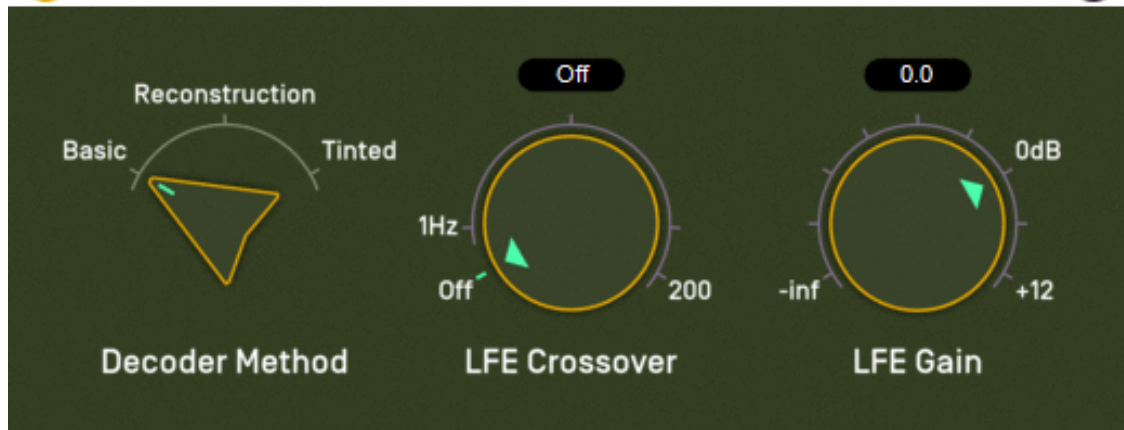 Off
0.0
Reconstruction
Basic
Tinted
0dB
1Hz
Off
200
-inf
+12
Decoder Method
LFE Crossover
LFE Gain